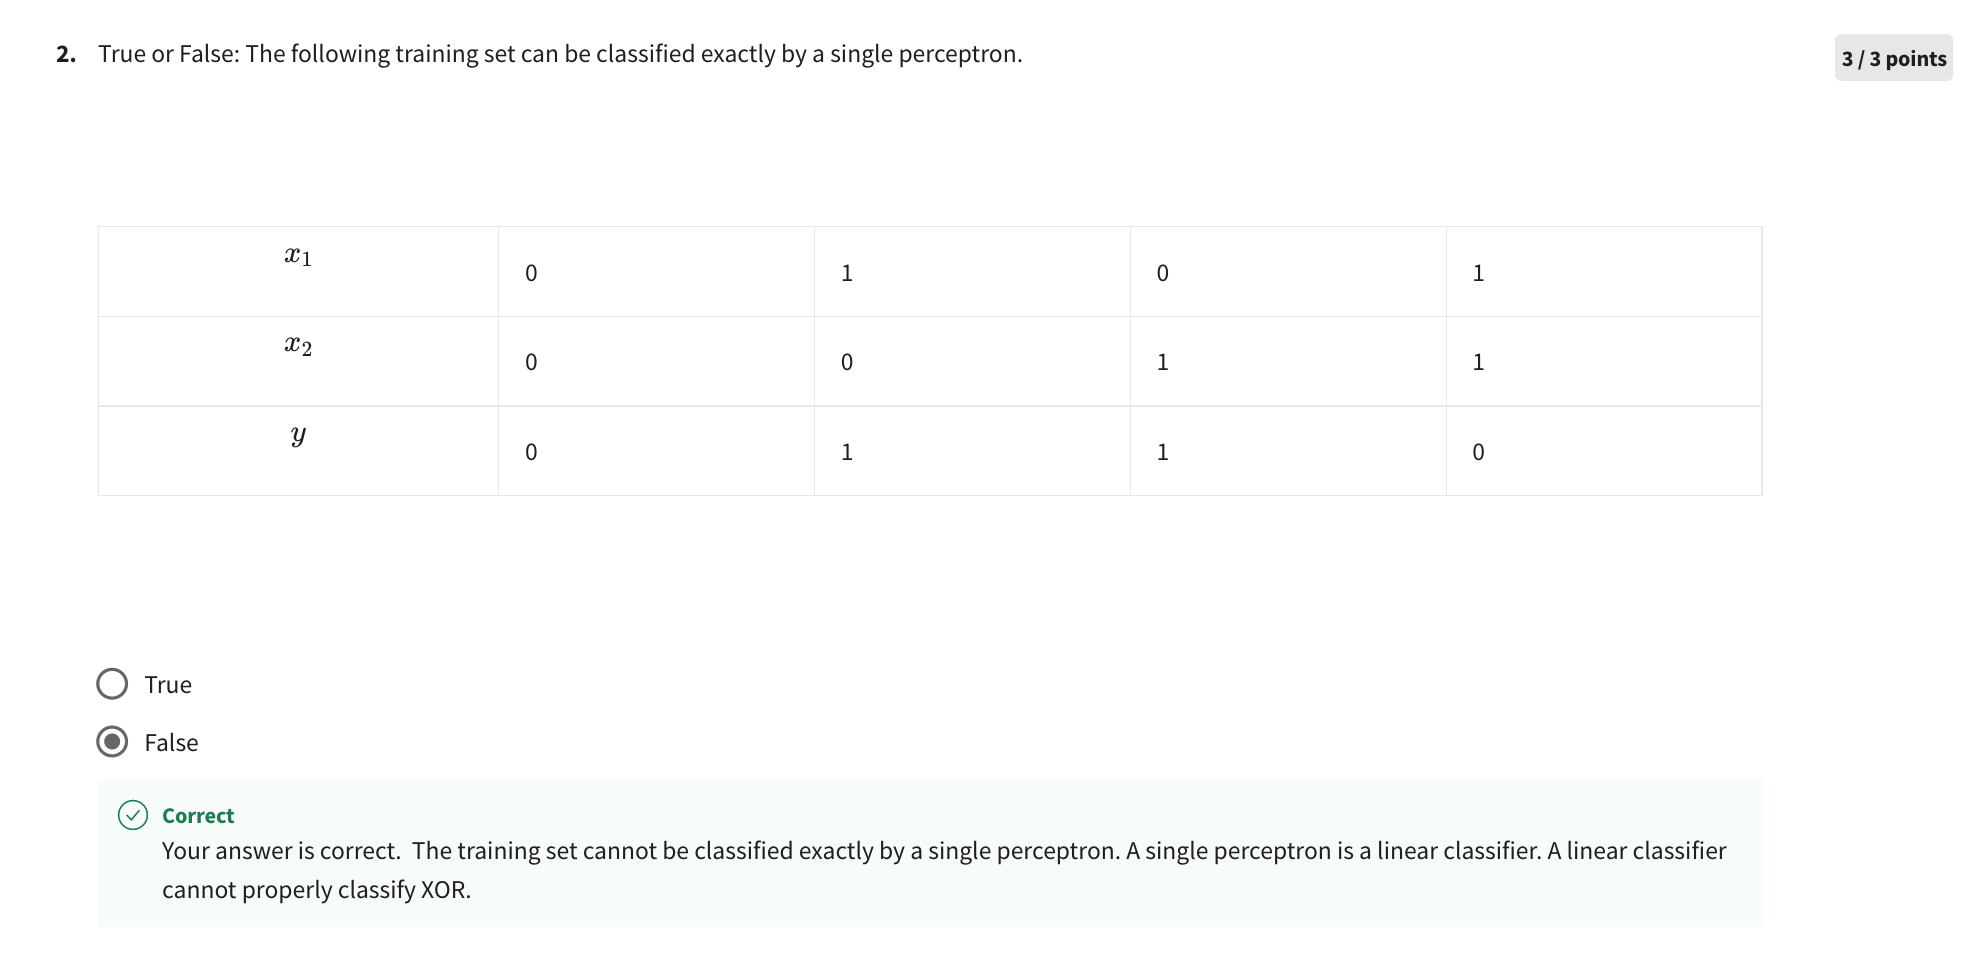 2. True or False: The following training set can be classified exactly by a single perceptron.
3 / 3 points
x₁ 0 1 0 1
x₂ 0 0 1 1
y 0 1 1 0
True
False
Correct
Your answer is correct.  The training set cannot be classified exactly by a single perceptron. A single perceptron is a linear classifier. A linear classifier
cannot properly classify XOR.